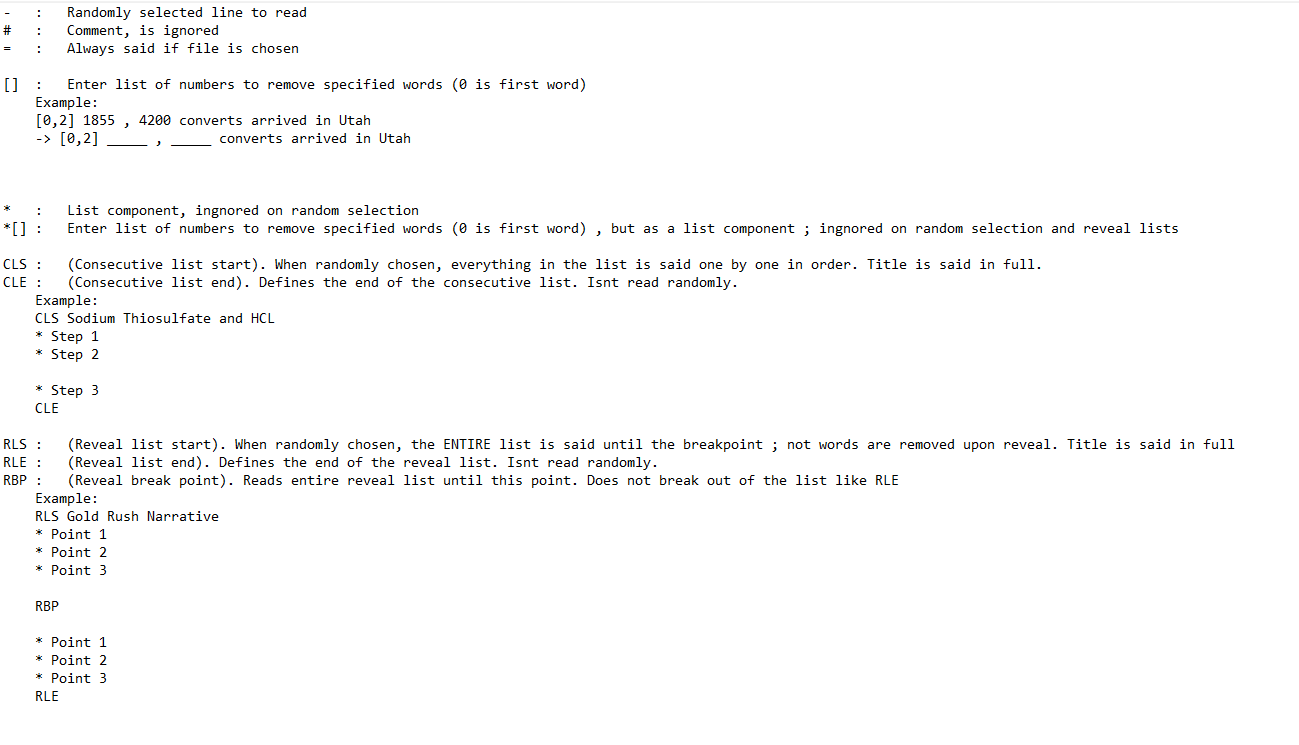 -   :   Randomly selected line to read
#   :   Comment, is ignored
=   :   Always said if file is chosen
[]  :   Enter list of numbers to remove specified words (0 is first word)
Example:
[0,2] 1855 , 4200 converts arrived in Utah
-> [0,2] _____ , _____ converts arrived in Utah
*   :   List component, ingnored on random selection
*[] :   Enter list of numbers to remove specified words (0 is first word) , but as a list component ; ingnored on random selection and reveal lists
CLS :   (Consecutive list start). When randomly chosen, everything in the list is said one by one in order. Title is said in full.
CLE :   (Consecutive list end). Defines the end of the consecutive list. Isnt read randomly.
Example:
CLS Sodium Thiosulfate and HCL
* Step 1
* Step 2
* Step 3
CLE
RLS :   (Reveal list start). When randomly chosen, the ENTIRE list is said until the breakpoint ; not words are removed upon reveal. Title is said in full
RLE :   (Reveal list end). Defines the end of the reveal list. Isnt read randomly.
RBP :   (Reveal break point). Reads entire reveal list until this point. Does not break out of the list like RLE
Example:
RLS Gold Rush Narrative
* Point 1
* Point 2
* Point 3
RBP
* Point 1
* Point 2
* Point 3
RLE